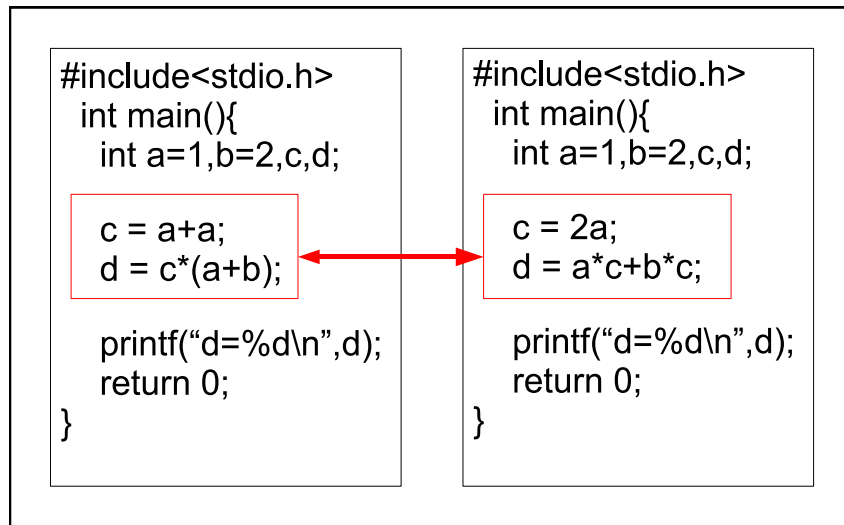 #include<stdio.h>
int main(){
int a=1,b=2,c,d;
c = a+a;
d = c*(a+b);
printf(“d=%d\n”,d);
return 0;
}
#include<stdio.h>
int main(){
int a=1,b=2,c,d;
c = 2a;
d = a*c+b*c;
printf(“d=%d\n”,d);
return 0;
}